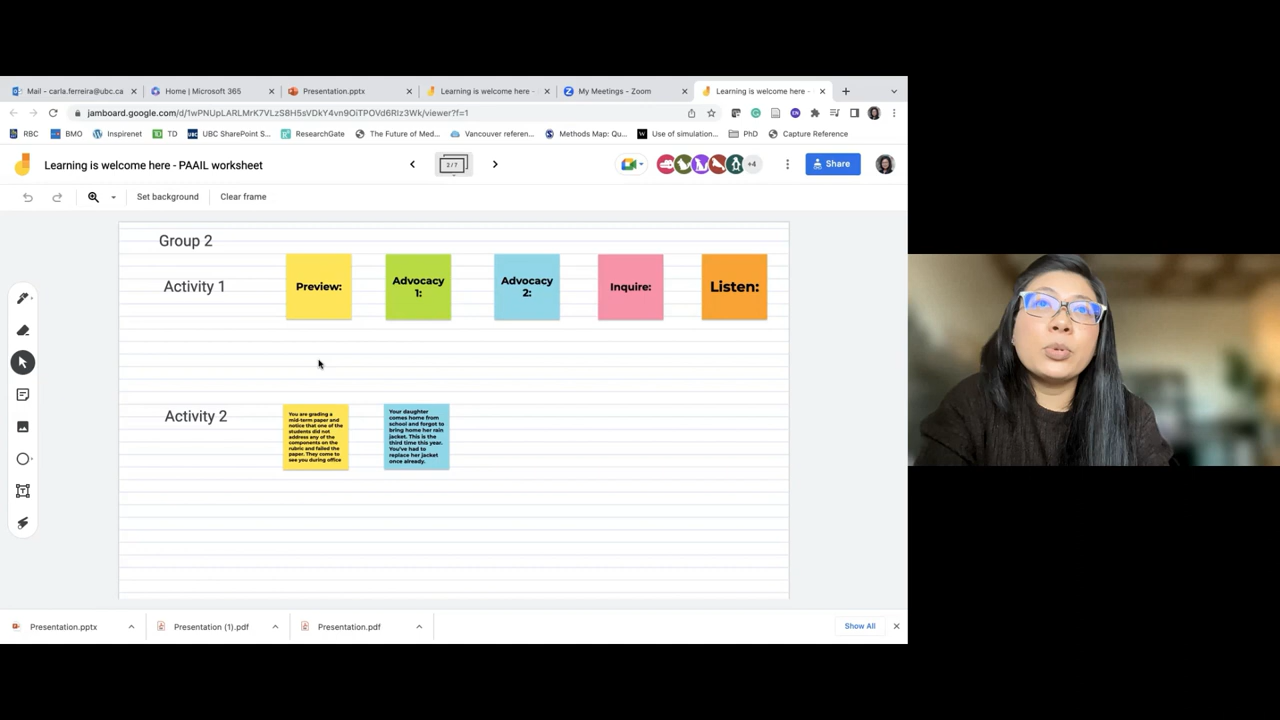 Mail - carla.ferreira@ubc.ca
Home | Microsoft 365
Presentation.pptx
Learning is welcome here -
My Meetings - Zoom
Learning is welcome here -
jamboard.google.com/d/1wPNUpLARLMrK7VLzS8H5sVDkY4vn9OiTPOVd6Rlz3Wk/viewer?f=1
RBC
BMO
Inspirenet
TD
UBC SharePoint S...
ResearchGate
The Future of Med...
Vancouver referen...
Methods Map: Qu...
Use of simulation...
PhD
Capture Reference
Learning is welcome here - PAAIL worksheet
2/7
+4
Share
Set background
Clear frame
Group 2
Activity 1
Preview:
Advocacy
1:
Advocacy
2:
Inquire:
Listen:
Activity 2
You are grading a
mid-term paper and
notice that one of the
students did not
address any of the
components on the
rubric and failed the
paper. They come to
see you during office
Your daughter
comes home from
school and forgot to
bring home her rain
jacket. This is the
third time this year.
You've had to
replace her jacket
once already.
Presentation.pptx
Presentation (1).pdf
Presentation.pdf
Show All